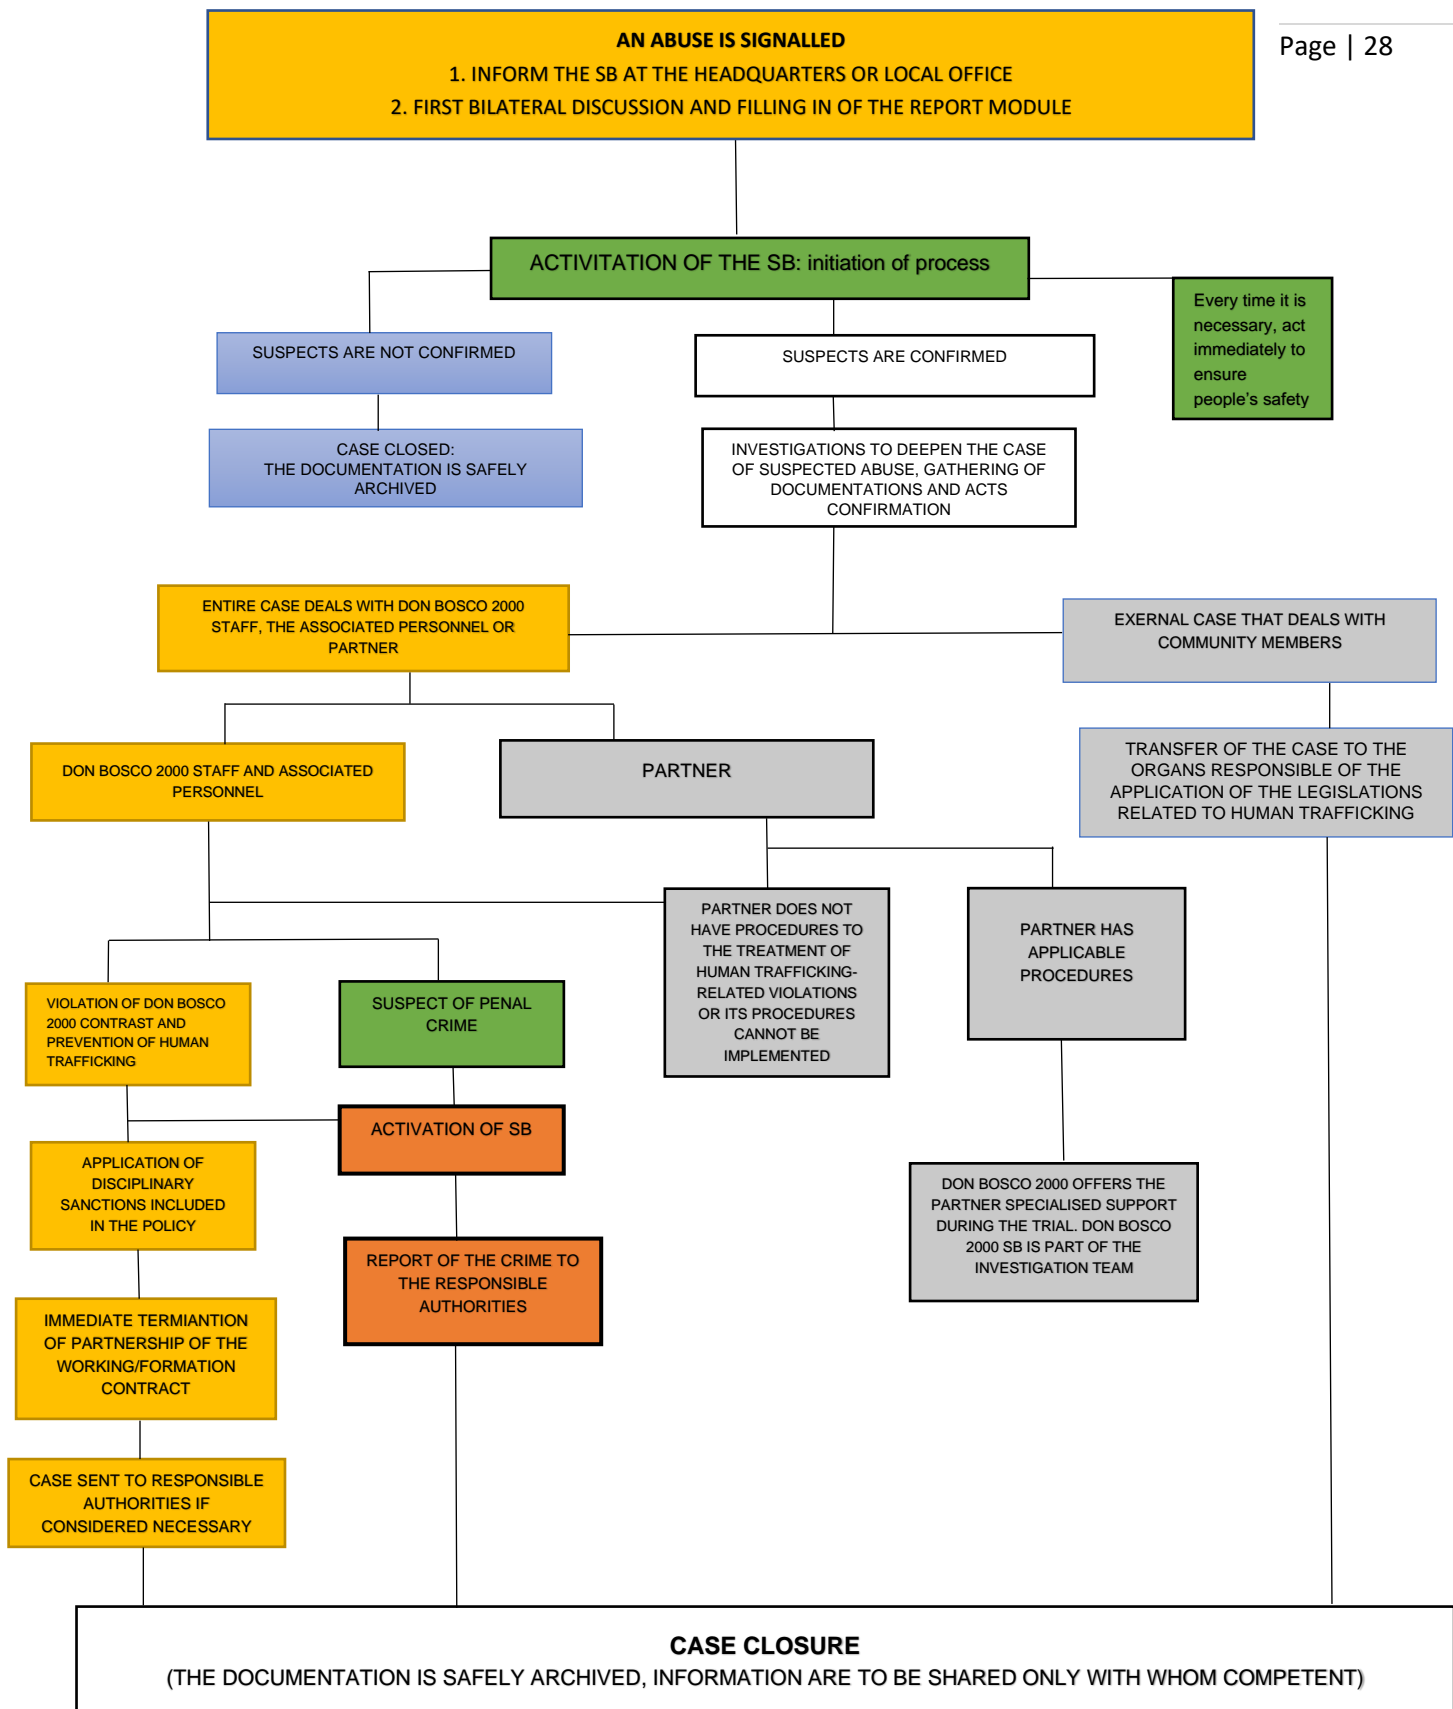 Page | 28
AN ABUSE IS SIGNALLED
1. INFORM THE SB AT THE HEADQUARTERS OR LOCAL OFFICE
2. FIRST BILATERAL DISCUSSION AND FILLING IN OF THE REPORT MODULE
ACTIVITATION OF THE SB: initiation of process
Every time it is
necessary, act
immediately to
ensure
people’s safety
SUSPECTS ARE NOT CONFIRMED
SUSPECTS ARE CONFIRMED
CASE CLOSED:
THE DOCUMENTATION IS SAFELY
ARCHIVED
INVESTIGATIONS TO DEEPEN THE CASE
OF SUSPECTED ABUSE, GATHERING OF
DOCUMENTATIONS AND ACTS
CONFIRMATION
ENTIRE CASE DEALS WITH DON BOSCO 2000
STAFF, THE ASSOCIATED PERSONNEL OR
PARTNER
EXERNAL CASE THAT DEALS WITH
COMMUNITY MEMBERS
DON BOSCO 2000 STAFF AND ASSOCIATED
PERSONNEL
PARTNER
TRANSFER OF THE CASE TO THE
ORGANS RESPONSIBLE OF THE
APPLICATION OF THE LEGISLATIONS
RELATED TO HUMAN TRAFFICKING
PARTNER DOES NOT
HAVE PROCEDURES TO
THE TREATMENT OF
HUMAN TRAFFICKING-
RELATED VIOLATIONS
OR ITS PROCEDURES
CANNOT BE
IMPLEMENTED
PARTNER HAS
APPLICABLE
PROCEDURES
VIOLATION OF DON BOSCO
2000 CONTRAST AND
PREVENTION OF HUMAN
TRAFFICKING
SUSPECT OF PENAL
CRIME
ACTIVATION OF SB
APPLICATION OF
DISCIPLINARY
SANCTIONS INCLUDED
IN THE POLICY
DON BOSCO 2000 OFFERS THE
PARTNER SPECIALISED SUPPORT
DURING THE TRIAL. DON BOSCO
2000 SB IS PART OF THE
INVESTIGATION TEAM
REPORT OF THE CRIME TO
THE RESPONSIBLE
AUTHORITIES
IMMEDIATE TERMIANTION
OF PARTNERSHIP OF THE
WORKING/FORMATION
CONTRACT
CASE SENT TO RESPONSIBLE
AUTHORITIES IF
CONSIDERED NECESSARY
CASE CLOSURE
(THE DOCUMENTATION IS SAFELY ARCHIVED, INFORMATION ARE TO BE SHARED ONLY WITH WHOM COMPETENT)